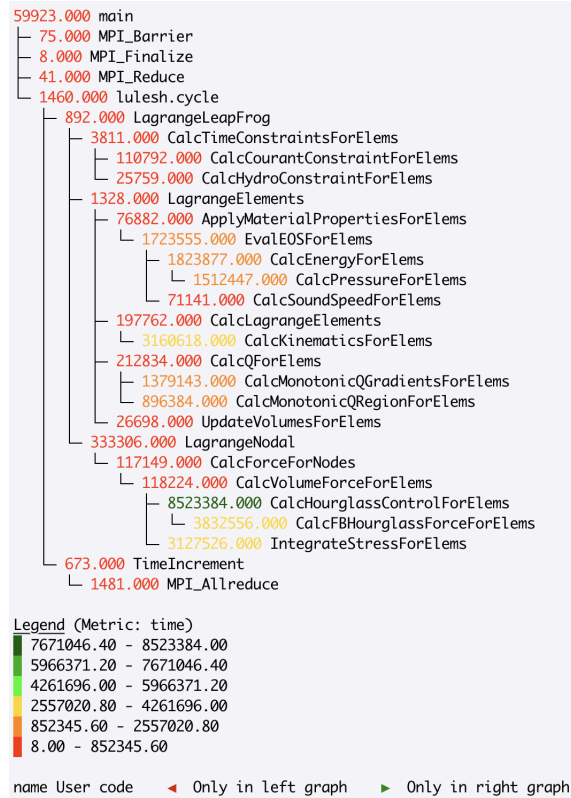 59923.000 main
├─ 75.000 MPI_Barrier
├─ 8.000 MPI_Finalize
├─ 41.000 MPI_Reduce
└─ 1460.000 lulesh.cycle
   ├─ 892.000 LagrangeLeapFrog
   │  ├─ 3811.000 CalcTimeConstraintsForElems
   │  │  ├─ 110792.000 CalcCourantConstraintForElems
   │  │  └─ 25759.000 CalcHydroConstraintForElems
   │  ├─ 1328.000 LagrangeElements
   │  │  ├─ 76882.000 ApplyMaterialPropertiesForElems
   │  │  │  └─ 1723555.000 EvalEOSForElems
   │  │  │     ├─ 1823877.000 CalcEnergyForElems
   │  │  │     │  └─ 1512447.000 CalcPressureForElems
   │  │  │     └─ 71141.000 CalcSoundSpeedForElems
   │  │  ├─ 197762.000 CalcLagrangeElements
   │  │  │  └─ 3160618.000 CalcKinematicsForElems
   │  │  ├─ 212834.000 CalcQForElems
   │  │  │  ├─ 1379143.000 CalcMonotonicQGradientsForElems
   │  │  │  └─ 896384.000 CalcMonotonicQRegionForElems
   │  │  └─ 26698.000 UpdateVolumesForElems
   │  └─ 333306.000 LagrangeNodal
   │     └─ 117149.000 CalcForceForNodes
   │        └─ 118224.000 CalcVolumeForceForElems
   │           ├─ 8523384.000 CalcHourglassControlForElems
   │           │  └─ 3832556.000 CalcFBHourglassForceForElems
   │           └─ 3127526.000 IntegrateStressForElems
   └─ 673.000 TimeIncrement
      └─ 1481.000 MPI_Allreduce
Legend (Metric: time)
7671046.40 - 8523384.00
5966371.20 - 7671046.40
4261696.00 - 5966371.20
2557020.80 - 4261696.00
852345.60 - 2557020.80
8.00 - 852345.60
name User code ◀ Only in left graph ▶ Only in right graph